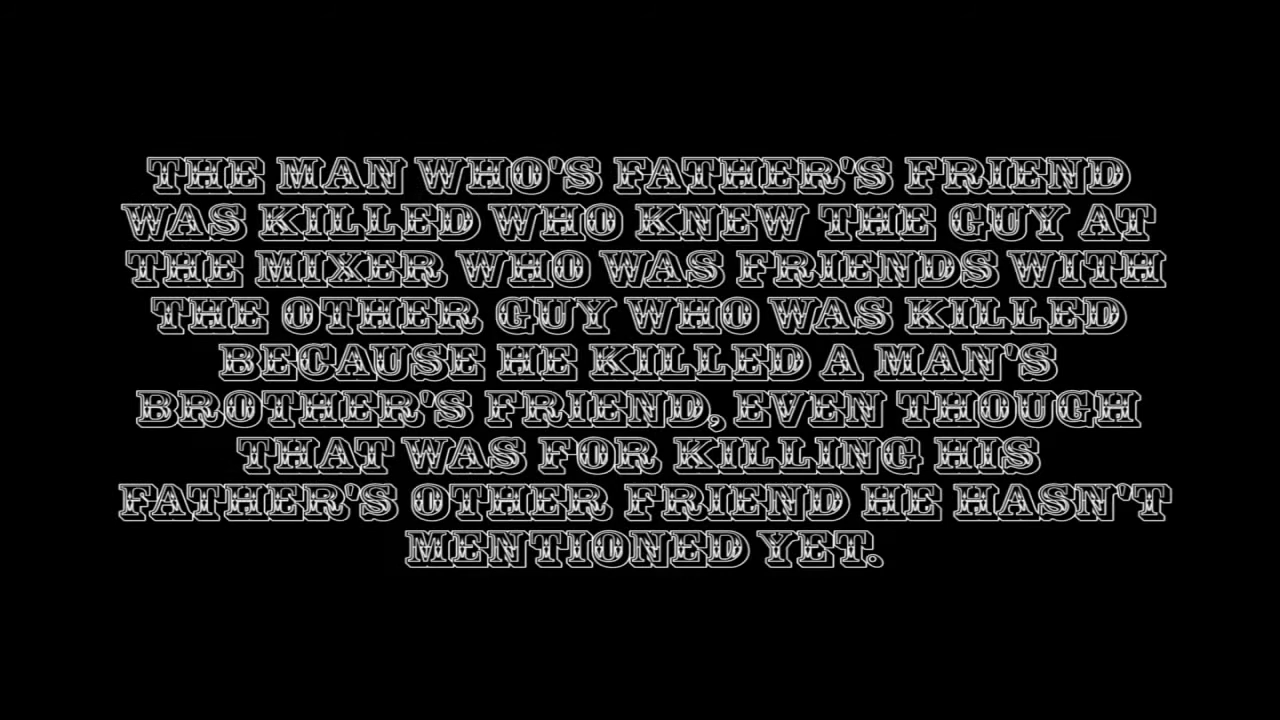 THE MAN WHO'S FATHER'S FRIEND
WAS KILLED WHO KNEW THE GUY AT
THE MIXER WHO WAS FRIENDS WITH
THE OTHER GUY WHO WAS KILLED
BECAUSE HE KILLED A MAN'S
BROTHER'S FRIEND, EVEN THOUGH
THAT WAS FOR KILLING HIS
FATHER'S OTHER FRIEND HE HASN'T
MENTIONED YET.